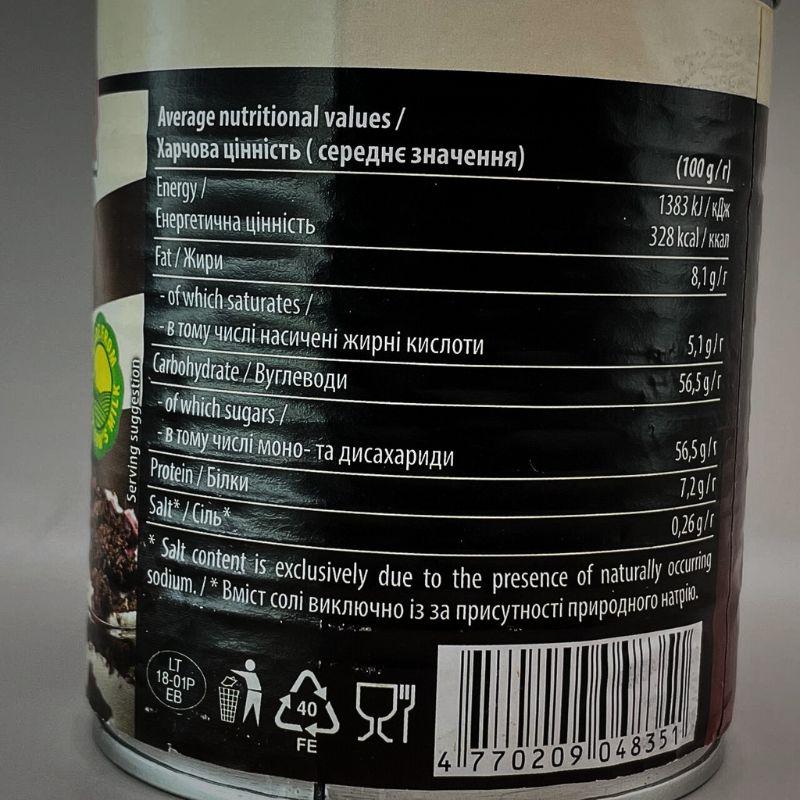 Average nutritional values /
Харчова цінність ( середнє значення)
(100 g/г)
Energy /
Енергетична цінність
1383 kJ / кДж
328 kcal / ккал
Fat / Жири
8,1 g/г
- of which saturates /
- в тому числі насичені жирні кислоти
5,1 g/г
Carbohydrate / Вуглеводи
56,5 g/г
- of which sugars /
- в тому числі моно- та дисахариди
56,5 g/г
Protein / Білки
7,2 g/г
Salt* / Сіль*
0,26 g/г
* Salt content is exclusively due to the presence of naturally occurring
sodium. / * Вміст солі виключно із за присутності природного натрію.
Serving suggestion
LT
18-01P
EB
40
FE
4 770209 048351